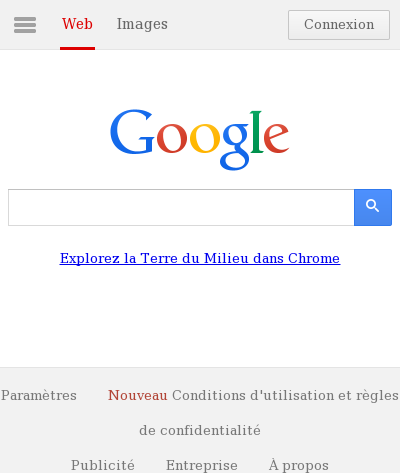 Web Images Connexion
Google
Explorez la Terre du Milieu dans Chrome
Paramètres Nouveau Conditions d'utilisation et règles
de confidentialité
Publicité Entreprise À propos